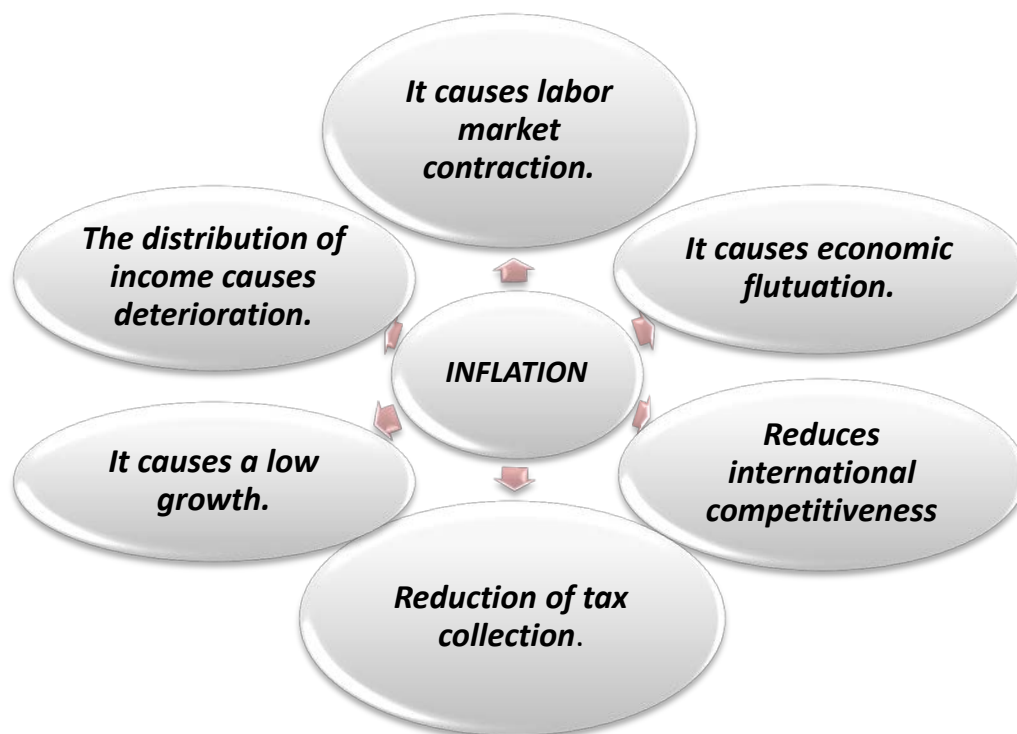 It causes labor
market
contraction.
The distribution of
income causes
deterioration.
It causes economic
flutuation.
INFLATION
It causes a low
growth.
Reduces
international
competitiveness
Reduction of tax
collection.